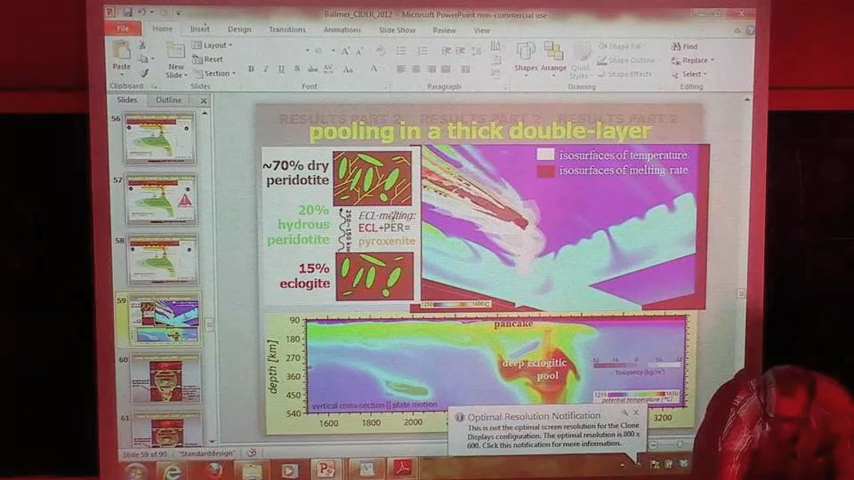 Ballmer_CIDER_2012 - Microsoft PowerPoint non-commercial use
File Home Insert Design Transitions Animations Slide Show Review View
Paste
New
Slide
Layout
Reset
Section
Shapes
Arrange
Quick
Styles
Shape Fill
Shape Outline
Shape Effects
Find
Replace
Select
Clipboard Slides Font Paragraph Drawing Editing
Slides Outline
56
57
58
59
60
61
RESULTS PART 2
pooling in a thick double-layer
~70% dry
peridotite
20%
hydrous
peridotite
15%
eclogite
ECL-melting:
ECL+PER=
pyroxenite
isosurfaces of temperature
isosurfaces of melting rate
depth [km]
90
180
270
360
450
540
pancake
deep eclogitic
pool
buoyancy [kg/m³]
potential temperature [°C]
vertical cross-section || plate motion
1600 2000 3200
Optimal Resolution Notification
This is not the optimal screen resolution for the Clone
Displays configuration. The optimal resolution is 800 x
600. Click this notification for more information.
Slide 59 of 90 "Standarddesign"